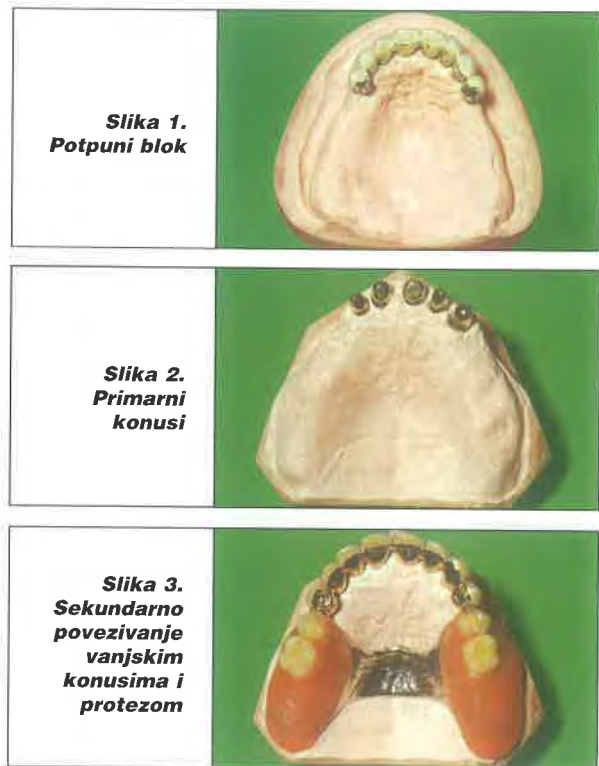 Slika 1.
Potpuni blok
Slika 2.
Primarni
konusi
Slika 3.
Sekundarno
povezivanje
vanjskim
konusima i
protezom